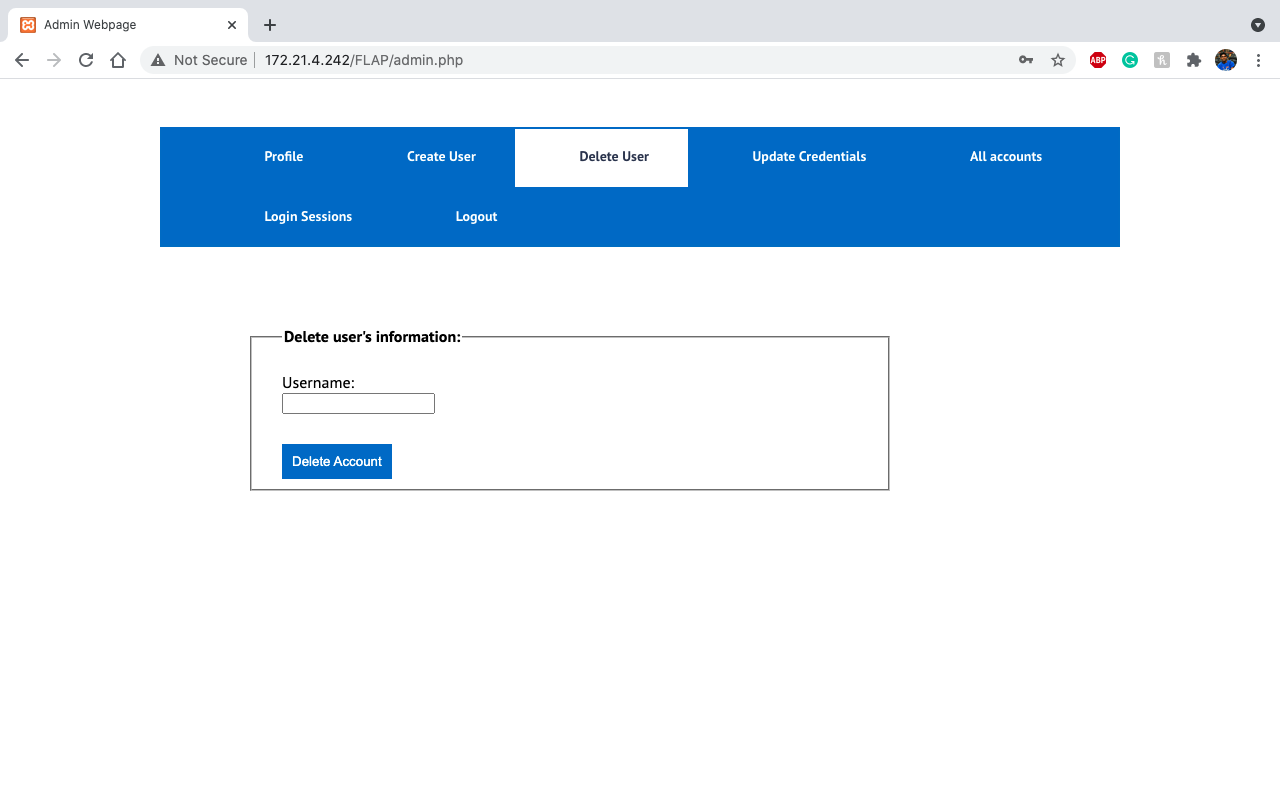 Admin Webpage
Not Secure | 172.21.4.242/FLAP/admin.php
ABP
Profile Create User Delete User Update Credentials All accounts
Login Sessions Logout
Delete user's information:
Username:
Delete Account